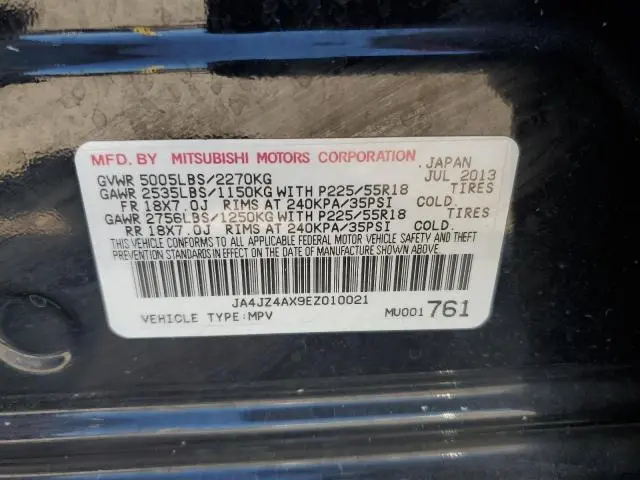 MFD. BY MITSUBISHI MOTORS CORPORATION JAPAN
GVWR 5005LBS/2270KG JUL 2013
GAWR 2535LBS/1150KG WITH P225/55R18 TIRES
FR 18X7.0J RIMS AT 240KPA/35PSI COLD.
GAWR 2756LBS/1250KG WITH P225/55R18 TIRES
RR 18X7.0J RIMS AT 240KPA/35PSI COLD.
THIS VEHICLE CONFORMS TO ALL APPLICABLE FEDERAL MOTOR VEHICLE SAFETY AND THEFT
PREVENTION STANDARDS IN EFFECT ON THE DATE OF MANUFACTURE SHOWN ABOVE.
JA4JZ4AX9EZ010021
VEHICLE TYPE:MPV MU001 761